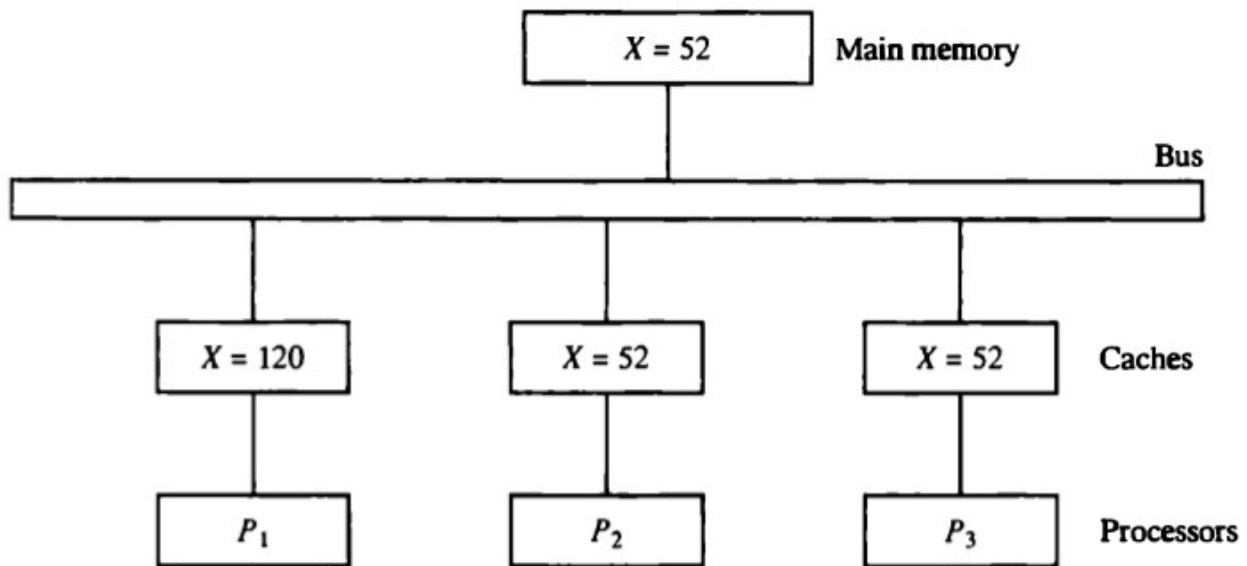 X = 52 Main memory
Bus
X = 120 X = 52 X = 52 Caches
P₁ P₂ P₃ Processors